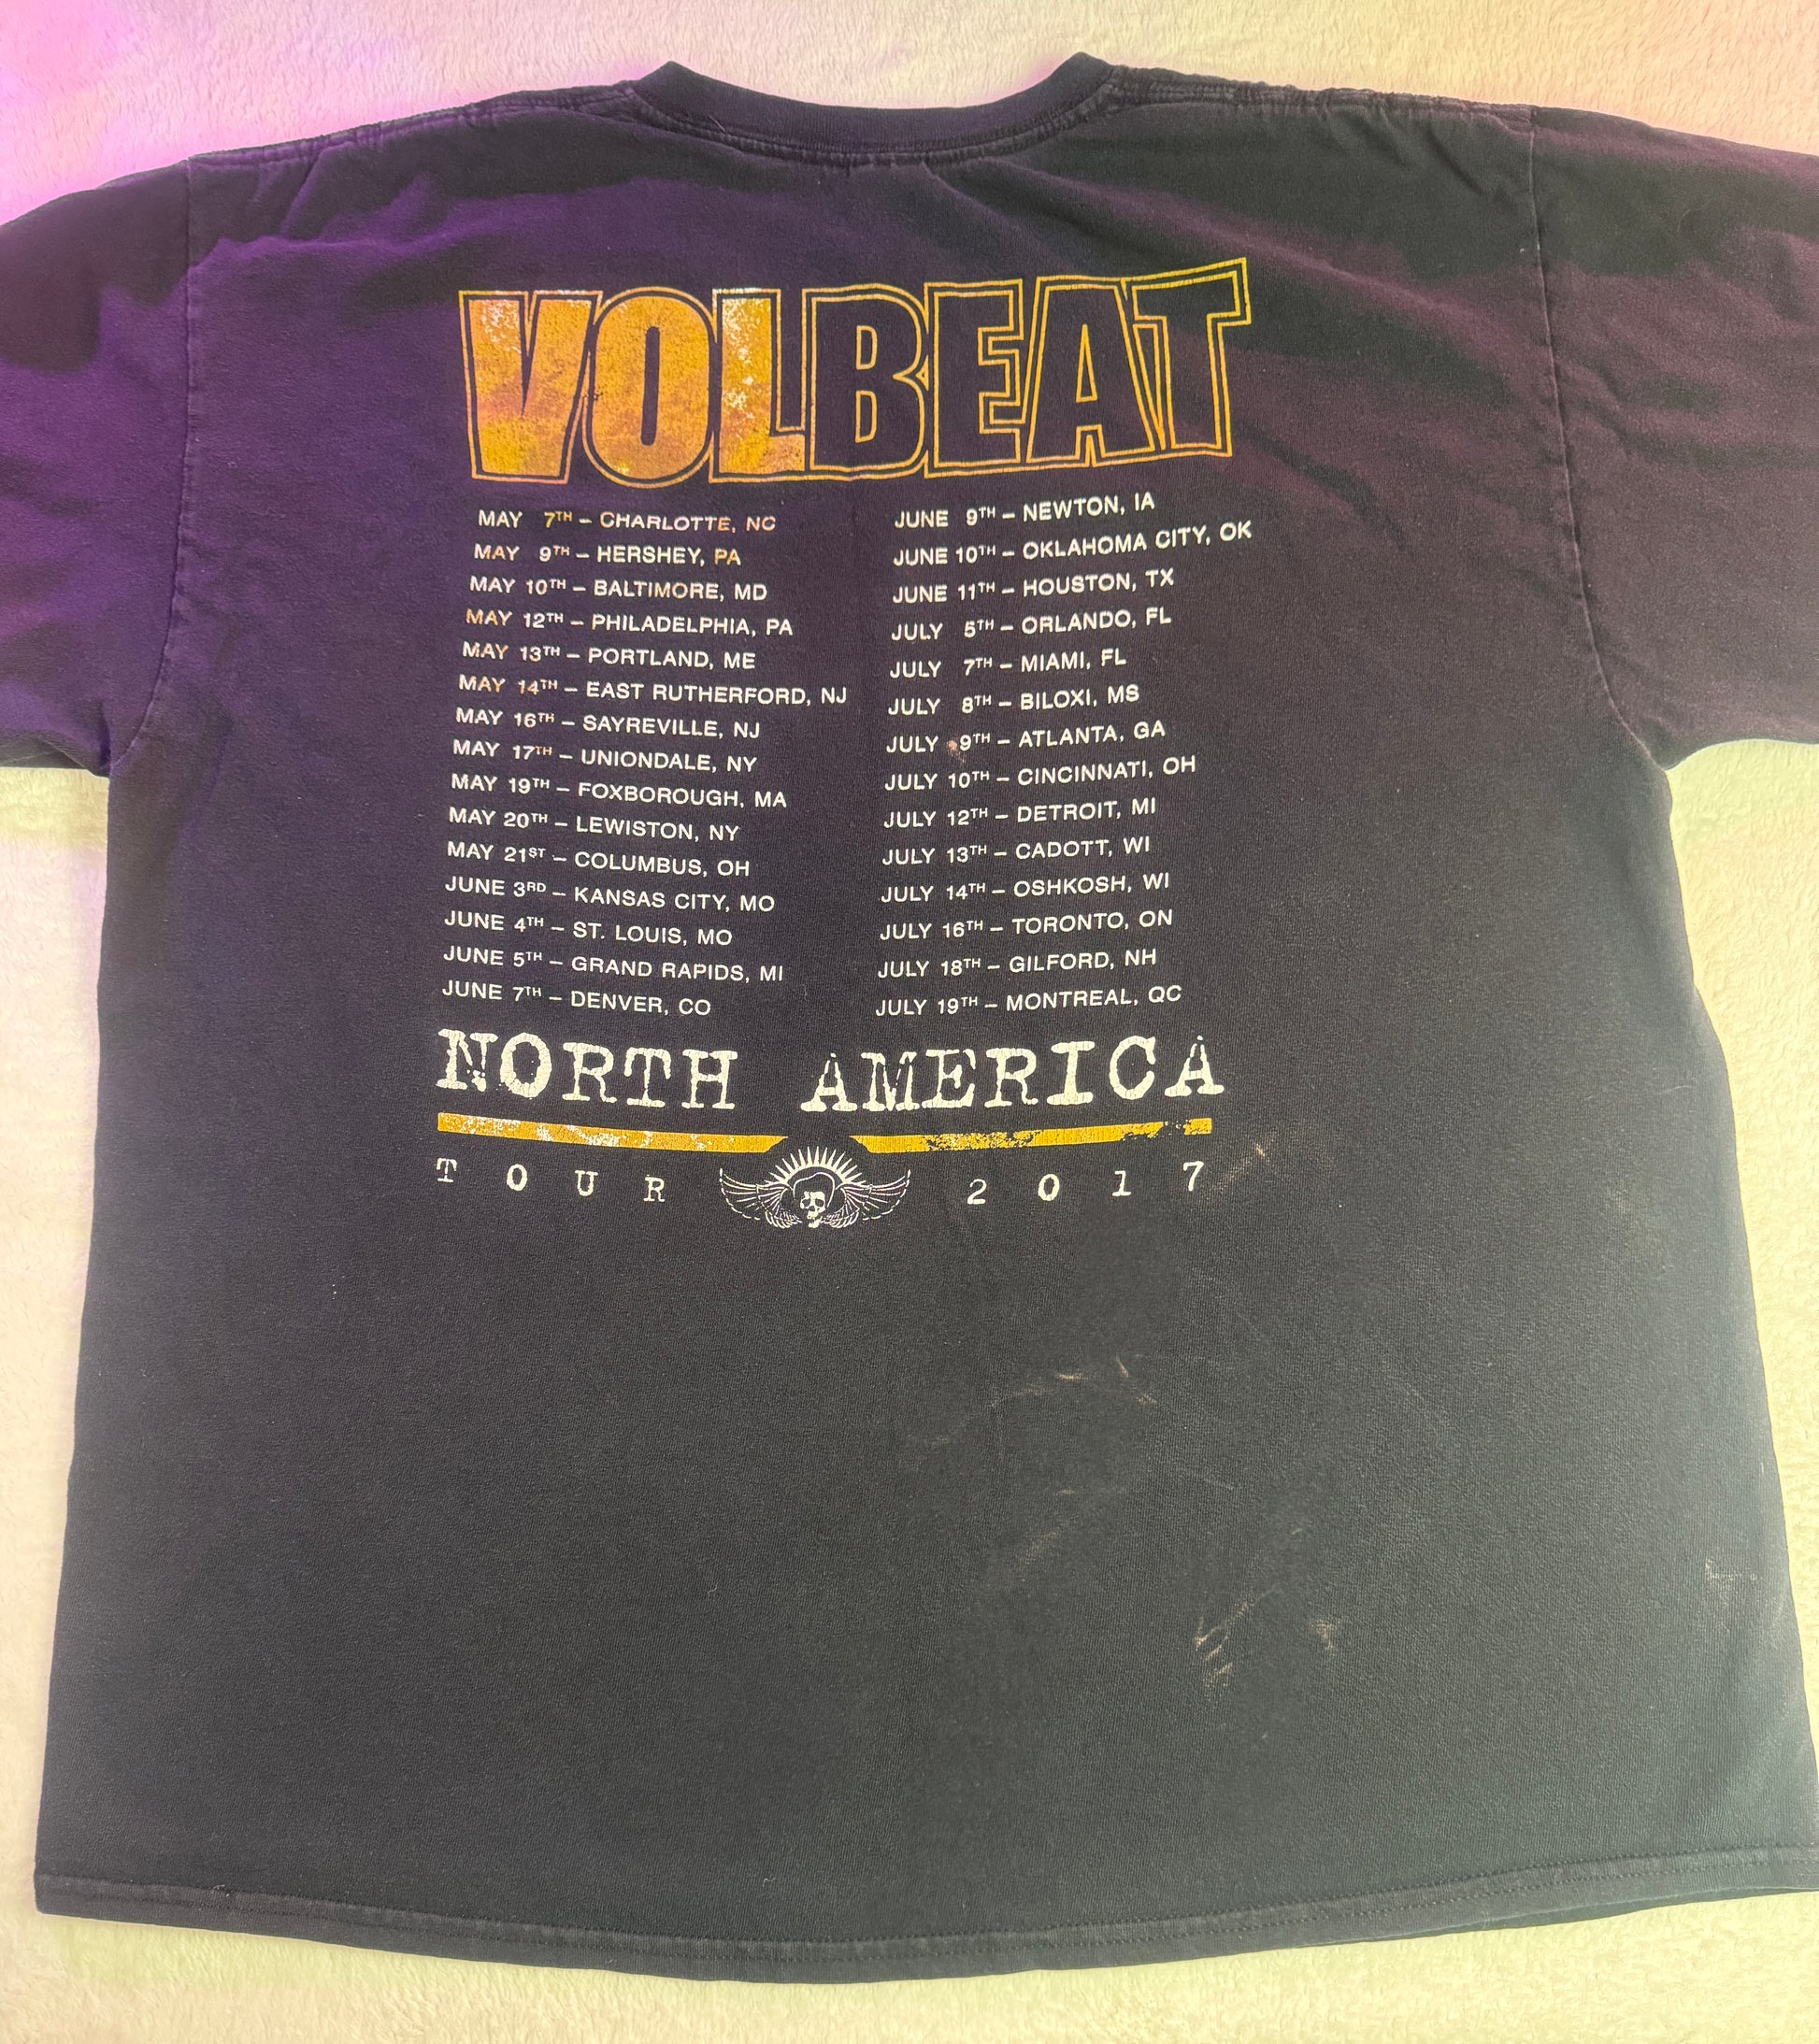 VOLBEAT
MAY 7TH – CHARLOTTE, NC
MAY 9TH – HERSHEY, PA
MAY 10TH – BALTIMORE, MD
MAY 12TH – PHILADELPHIA, PA
MAY 13TH – PORTLAND, ME
MAY 14TH – EAST RUTHERFORD, NJ
MAY 16TH – SAYREVILLE, NJ
MAY 17TH – UNIONDALE, NY
MAY 19TH – FOXBOROUGH, MA
MAY 20TH – LEWISTON, NY
MAY 21ST – COLUMBUS, OH
JUNE 3RD – KANSAS CITY, MO
JUNE 4TH – ST. LOUIS, MO
JUNE 5TH – GRAND RAPIDS, MI
JUNE 7TH – DENVER, CO
JUNE 9TH – NEWTON, IA
JUNE 10TH – OKLAHOMA CITY, OK
JUNE 11TH – HOUSTON, TX
JULY 5TH – ORLANDO, FL
JULY 7TH – MIAMI, FL
JULY 8TH – BILOXI, MS
JULY 9TH – ATLANTA, GA
JULY 10TH – CINCINNATI, OH
JULY 12TH – DETROIT, MI
JULY 13TH – CADOTT, WI
JULY 14TH – OSHKOSH, WI
JULY 16TH – TORONTO, ON
JULY 18TH – GILFORD, NH
JULY 19TH – MONTREAL, QC
NORTH AMERICA
TOUR 2017